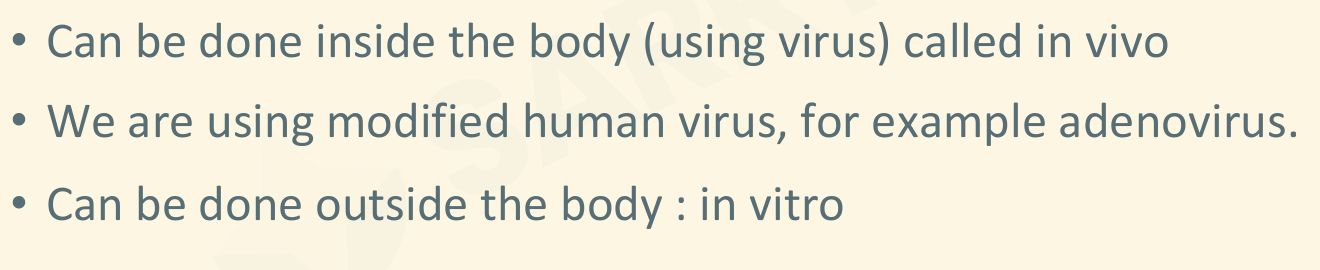 • Can be done inside the body (using virus) called in vivo
• We are using modified human virus, for example adenovirus.
• Can be done outside the body : in vitro